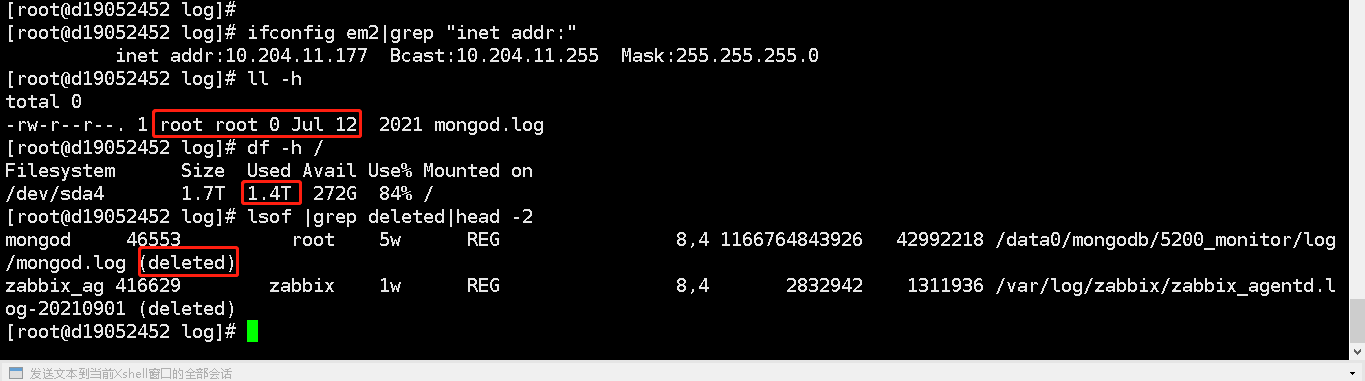 [root@d19052452 log]#
[root@d19052452 log]# ifconfig em2|grep "inet addr:"
          inet addr:10.204.11.177  Bcast:10.204.11.255  Mask:255.255.255.0
[root@d19052452 log]# ll -h
total 0
-rw-r--r--. 1 root root 0 Jul 12  2021 mongod.log
[root@d19052452 log]# df -h /
Filesystem      Size  Used Avail Use% Mounted on
/dev/sda4       1.7T  1.4T  272G  84% /
[root@d19052452 log]# lsof |grep deleted|head -2
mongod     46553          root    5w      REG                8,4 1166764843926   42992218 /data0/mongodb/5200_monitor/log
/mongod.log (deleted)
zabbix_ag 416629        zabbix    1w      REG                8,4       2832942    1311936 /var/log/zabbix/zabbix_agentd.l
og-20210901 (deleted)
[root@d19052452 log]#
发送文本到当前Xshell窗口的全部会话